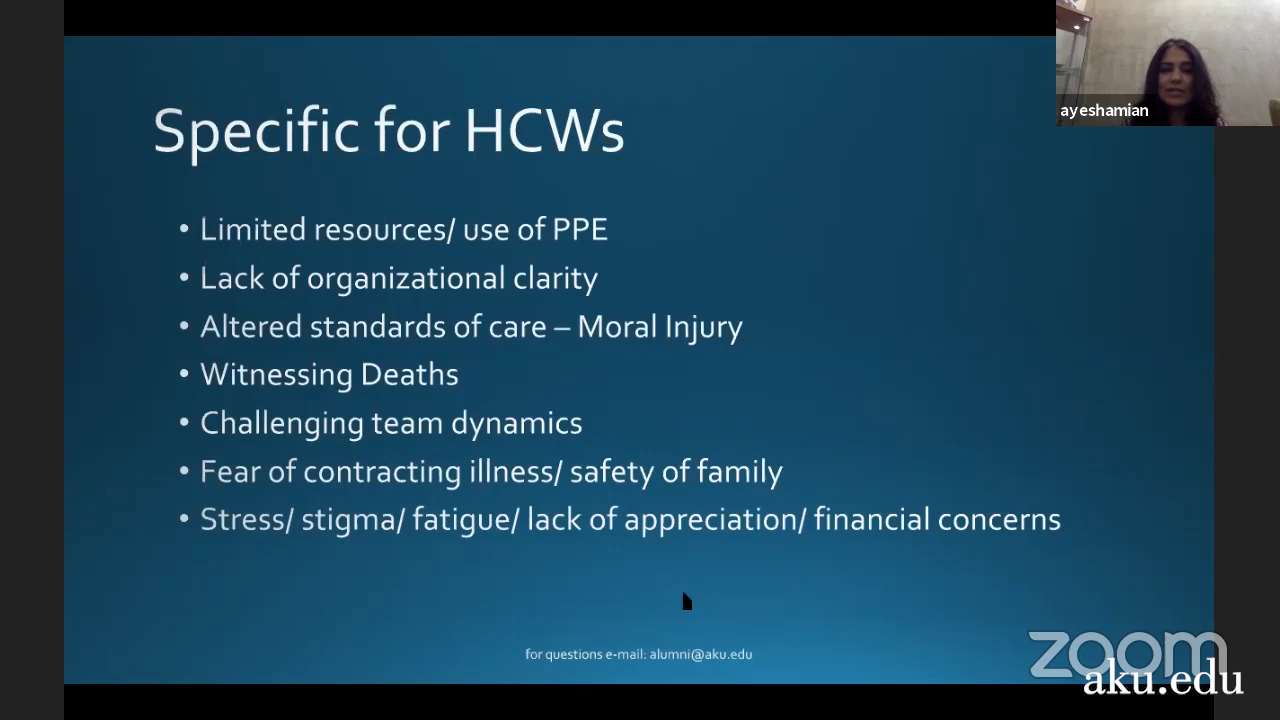 ayeshamian
Specific for HCWs
• Limited resources/ use of PPE
• Lack of organizational clarity
• Altered standards of care – Moral Injury
• Witnessing Deaths
• Challenging team dynamics
• Fear of contracting illness/ safety of family
• Stress/ stigma/ fatigue/ lack of appreciation/ financial concerns
for questions e-mail: alumni@aku.edu
zoom
aku.edu